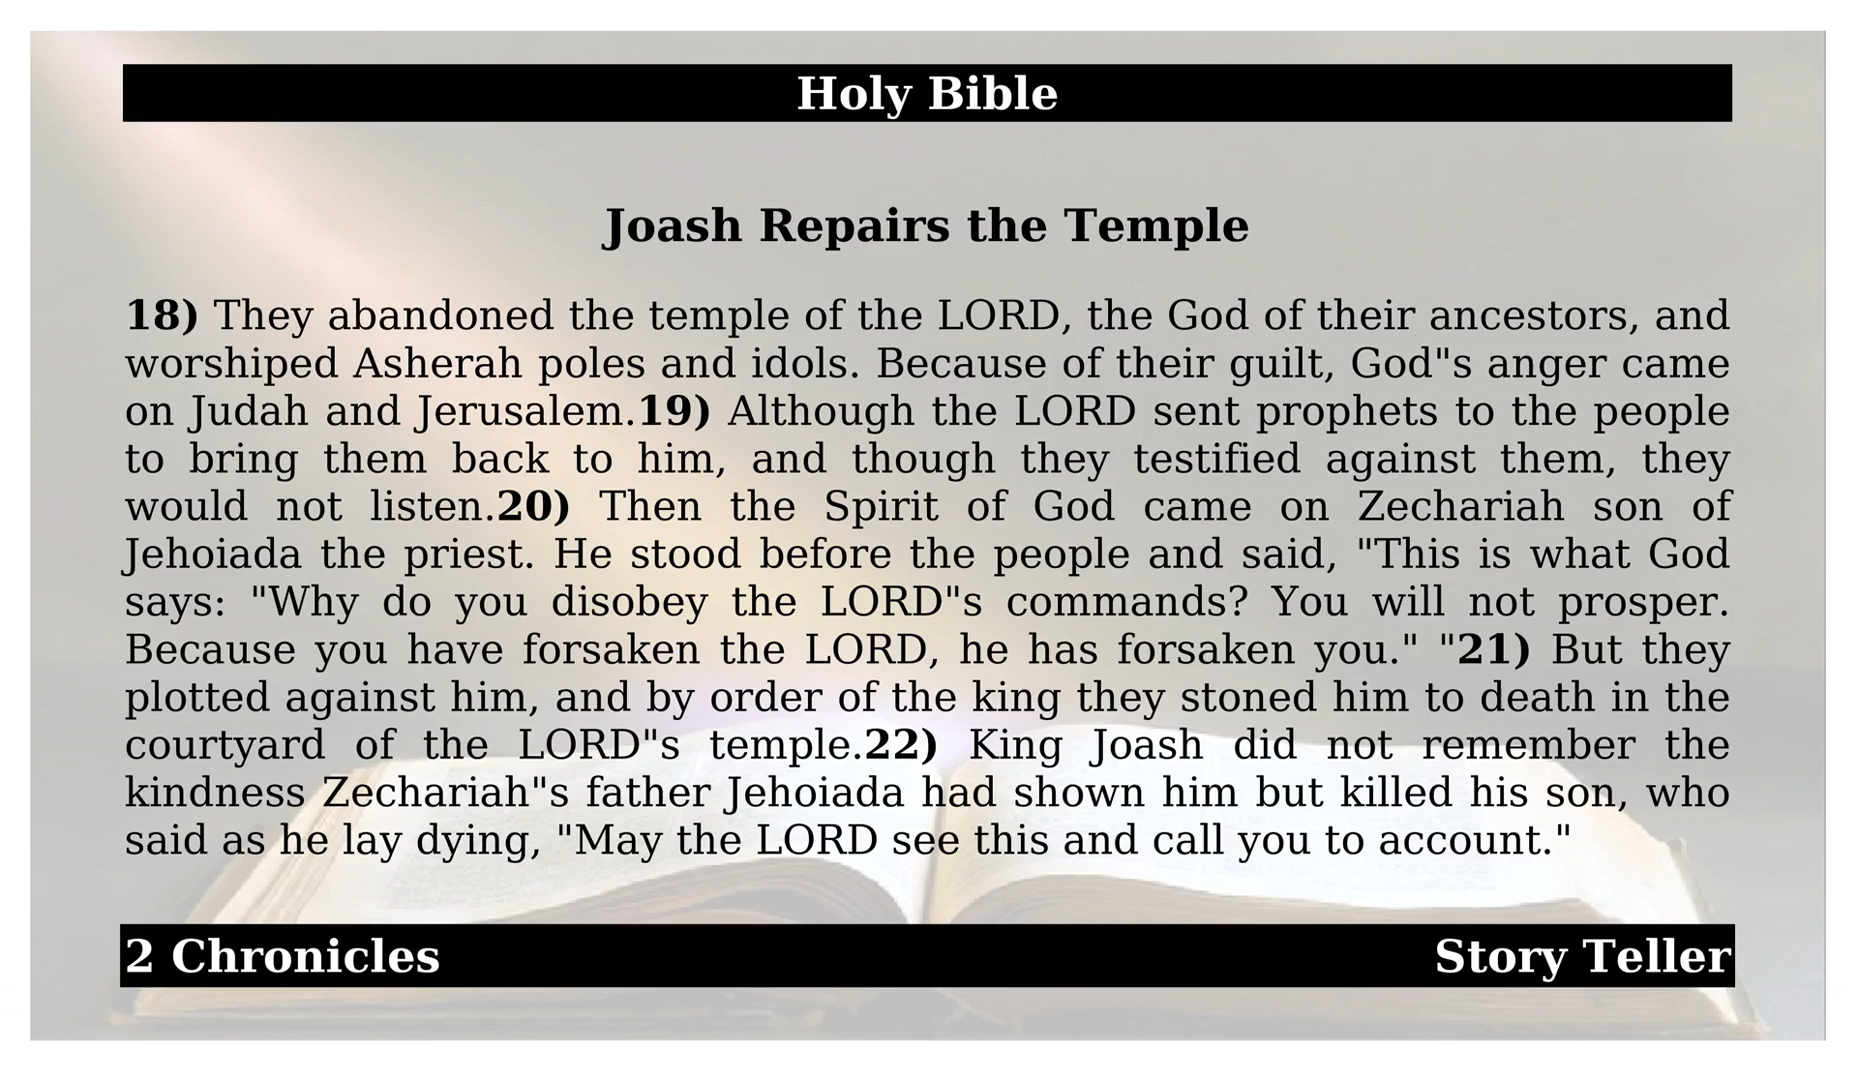 Holy Bible
Joash Repairs the Temple
18) They abandoned the temple of the LORD, the God of their ancestors, and
worshiped Asherah poles and idols. Because of their guilt, God"s anger came
on Judah and Jerusalem.19) Although the LORD sent prophets to the people
to bring them back to him, and though they testified against them, they
would not listen.20) Then the Spirit of God came on Zechariah son of
Jehoiada the priest. He stood before the people and said, "This is what God
says: "Why do you disobey the LORD"s commands? You will not prosper.
Because you have forsaken the LORD, he has forsaken you." "21) But they
plotted against him, and by order of the king they stoned him to death in the
courtyard of the LORD"s temple.22) King Joash did not remember the
kindness Zechariah"s father Jehoiada had shown him but killed his son, who
said as he lay dying, "May the LORD see this and call you to account."
2 Chronicles
Story Teller